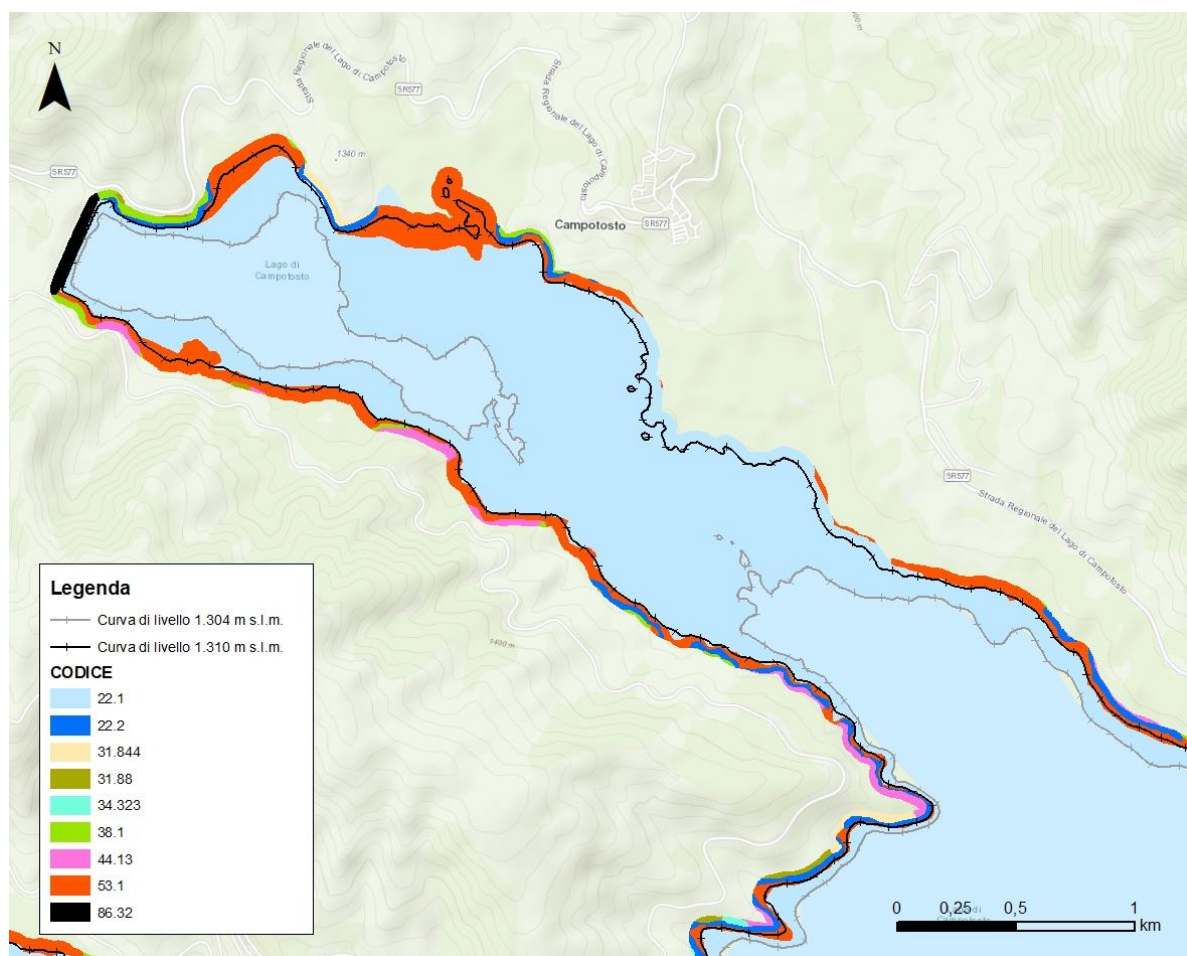 N
Strada
Regionale del Lago di Campotosto
SR577
Strada Regionale del Lago di Campotosto
1340 m
SR577
Campotosto
SR577
Lago di
Campotosto
SR577
Strada Regionale del Lago di Campotosto
1400 m
Legenda
Curva di livello 1.304 m s.l.m.
Curva di livello 1.310 m s.l.m.
CODICE
22.1
22.2
31.844
31.88
34.323
38.1
44.13
53.1
86.32
0 0,25 0,5 1
km